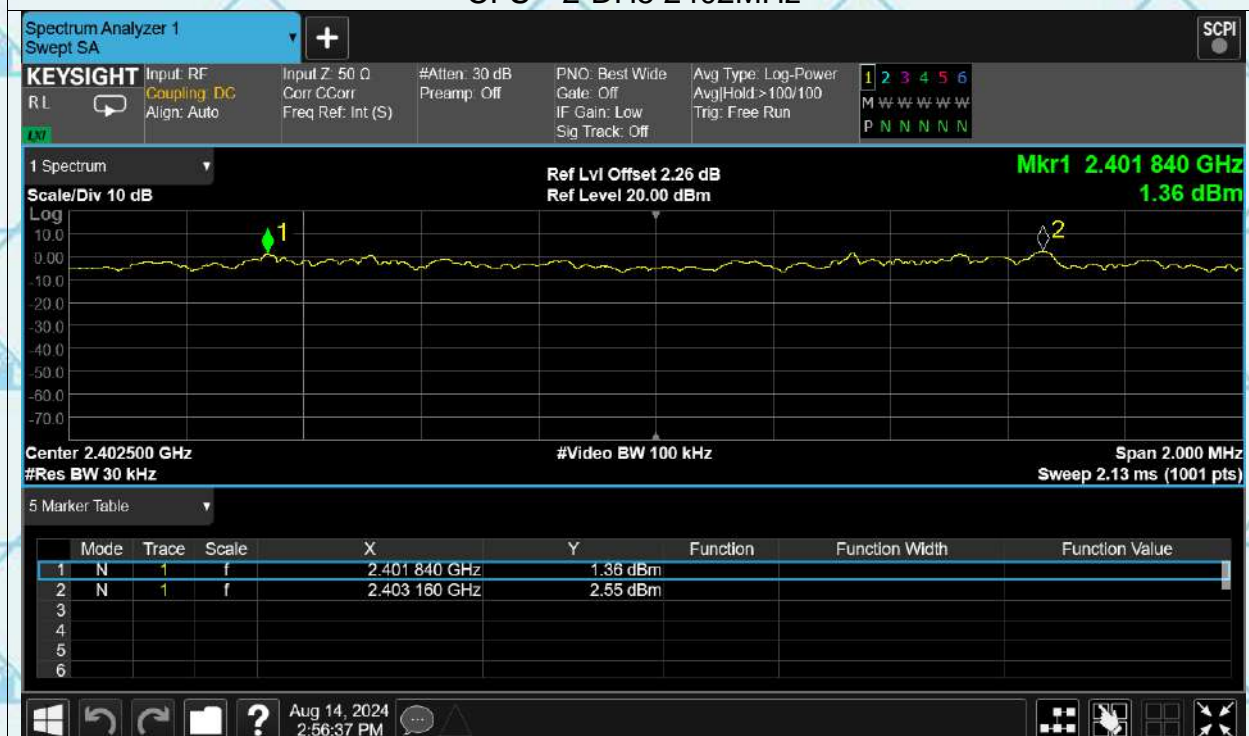 CFS 2-DH5 2402MHz
Spectrum Analyzer 1
Swept SA
+
SCPI
KEYSIGHT
RL
LXI
Input: RF
Coupling: DC
Align: Auto
Input Z: 50 Ω
Corr CCorr
Freq Ref: Int (S)
#Atten: 30 dB
Preamp: Off
PNO: Best Wide
Gate: Off
IF Gain: Low
Sig Track: Off
Avg Type: Log-Power
Avg|Hold:>100/100
Trig: Free Run
1 2 3 4 5 6
M W W W W W
P N N N N N
1 Spectrum
Scale/Div 10 dB
Ref Lvl Offset 2.26 dB
Ref Level 20.00 dBm
Mkr1 2.401 840 GHz
1.36 dBm
Log
10.0
0.00
-10.0
-20.0
-30.0
-40.0
-50.0
-60.0
-70.0
1
2
Center 2.402500 GHz
#Res BW 30 kHz
#Video BW 100 kHz
Span 2.000 MHz
Sweep 2.13 ms (1001 pts)
5 Marker Table
Mode Trace Scale X Y Function Function Width Function Value
1 N 1 f 2.401 840 GHz 1.36 dBm
2 N 1 f 2.403 160 GHz 2.55 dBm
3
4
5
6
?
Aug 14, 2024
2:56:37 PM